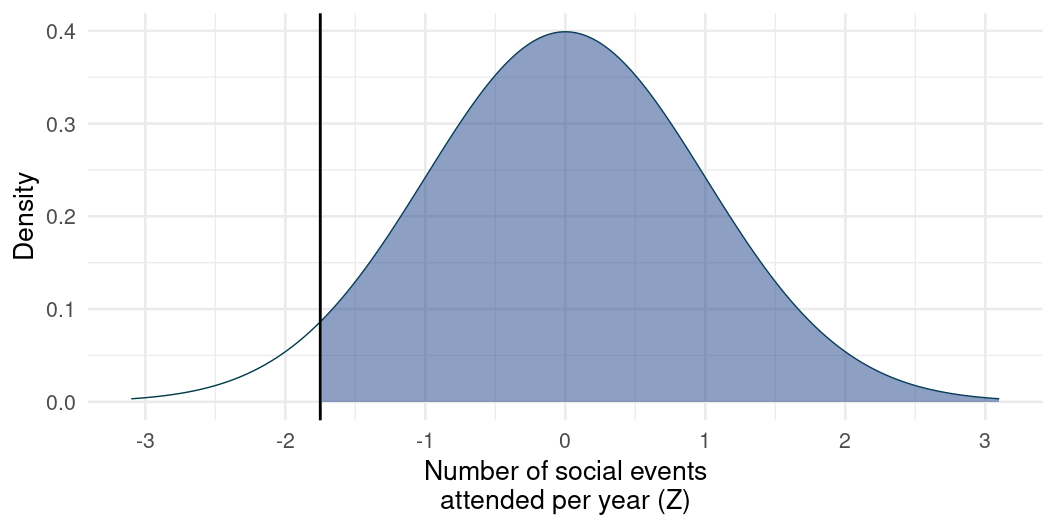 0.4
0.3
0.2
0.1
0.0
Density
-3 -2 -1 0 1 2 3
Number of social events
attended per year (Z)